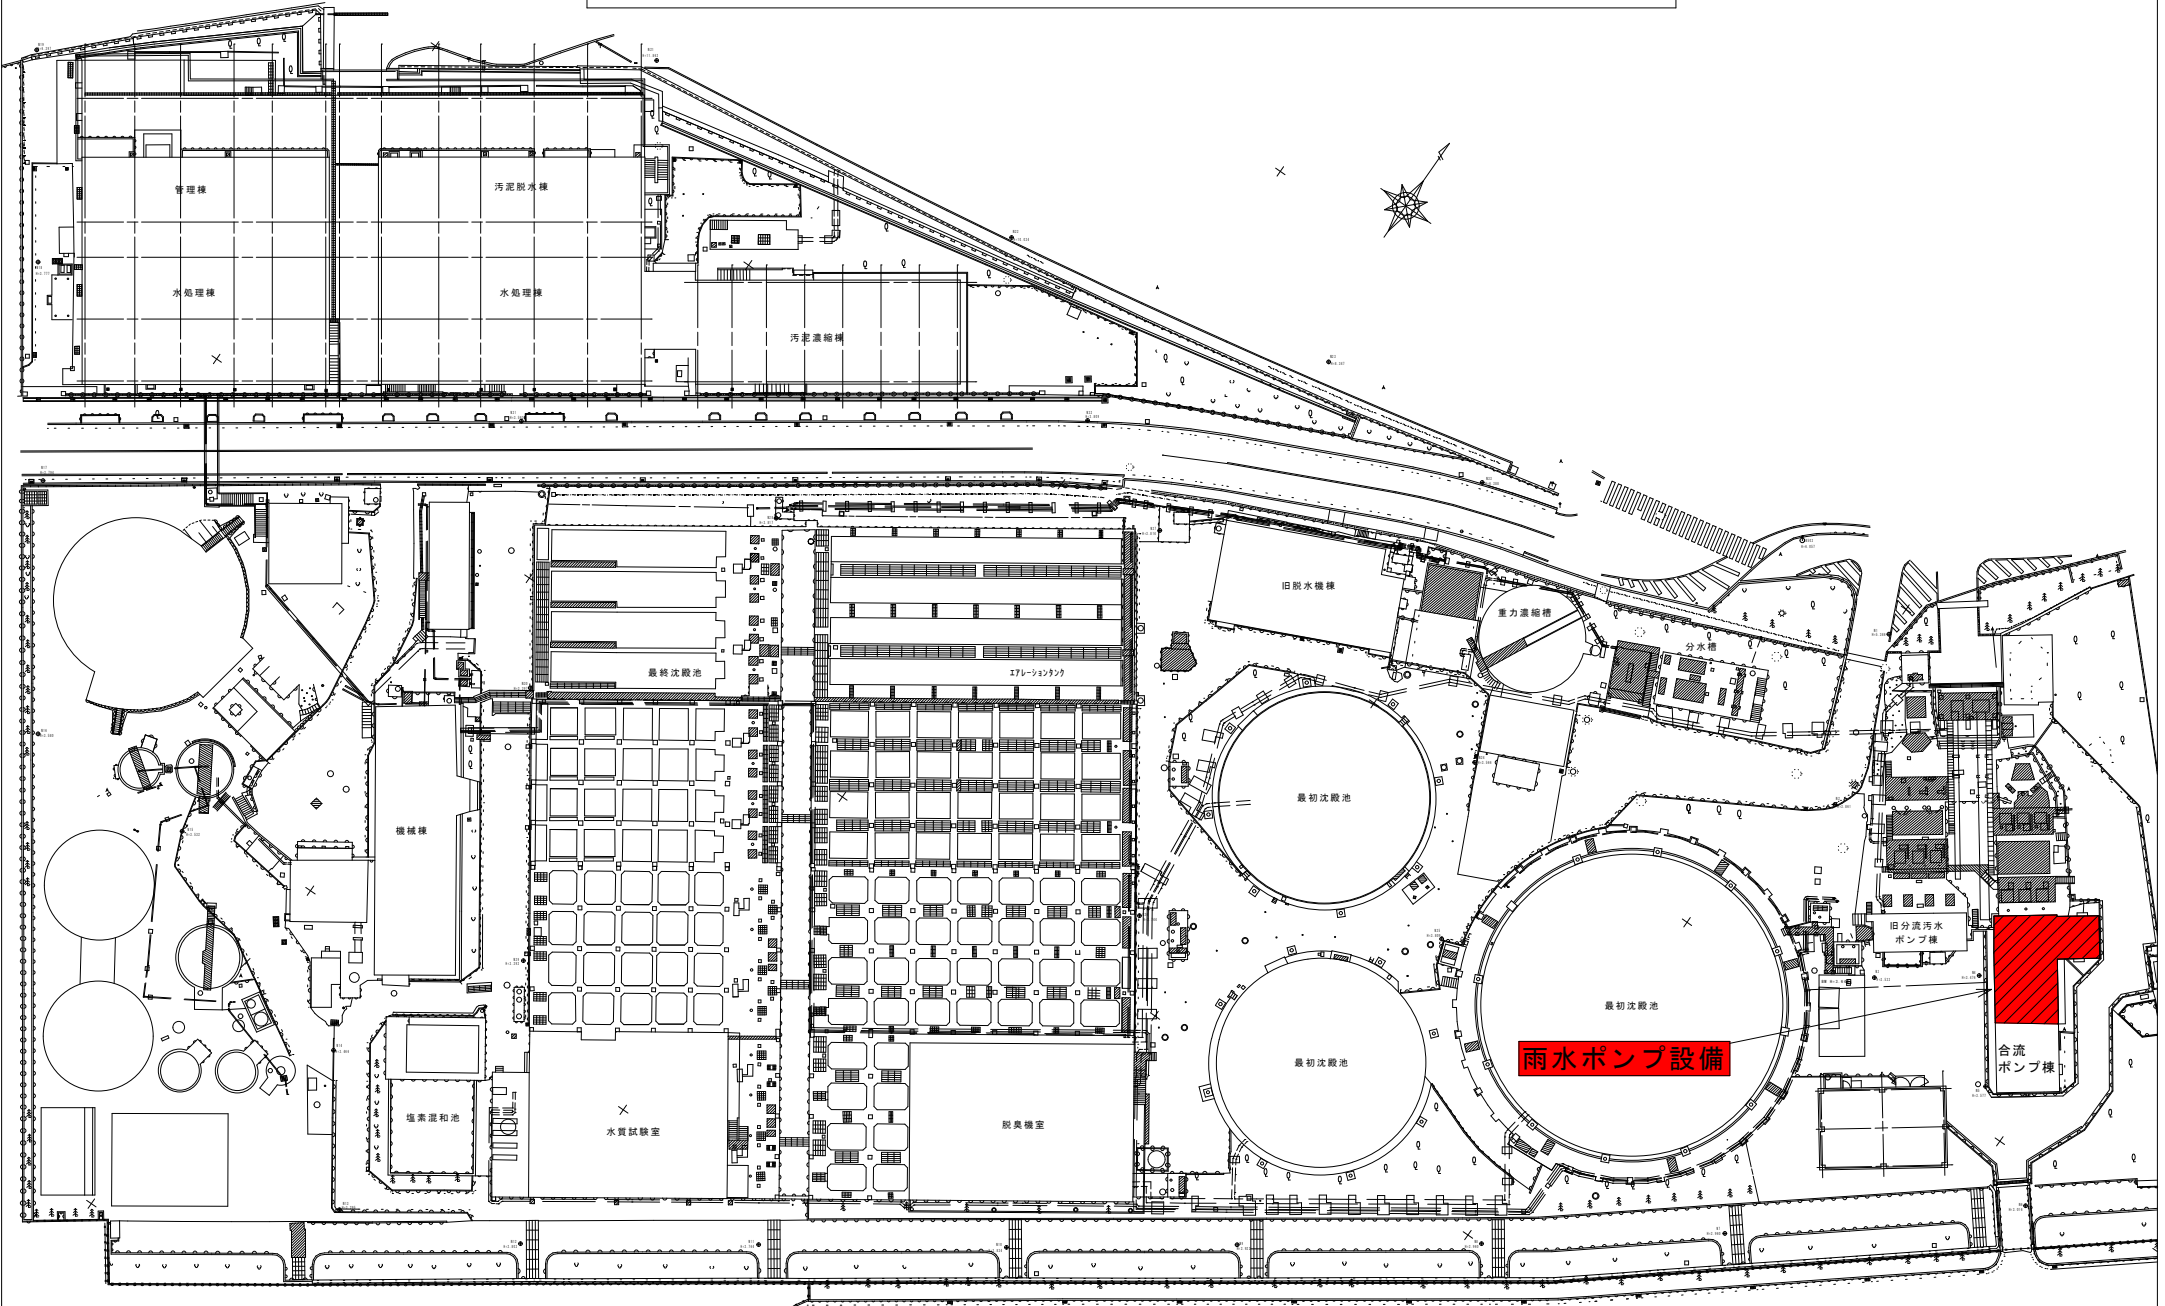 管理棟
汚泥脱水棟
水処理棟
水処理棟
汚泥濃縮棟
旧脱水機棟
重力濃縮槽
分水槽
最終沈殿池
エアレーションタンク
最初沈殿池
機械棟
旧分流汚水
ポンプ棟
最初沈殿池
雨水ポンプ設備
合流
ポンプ棟
最初沈殿池
塩素混和池
水質試験室
脱臭機室